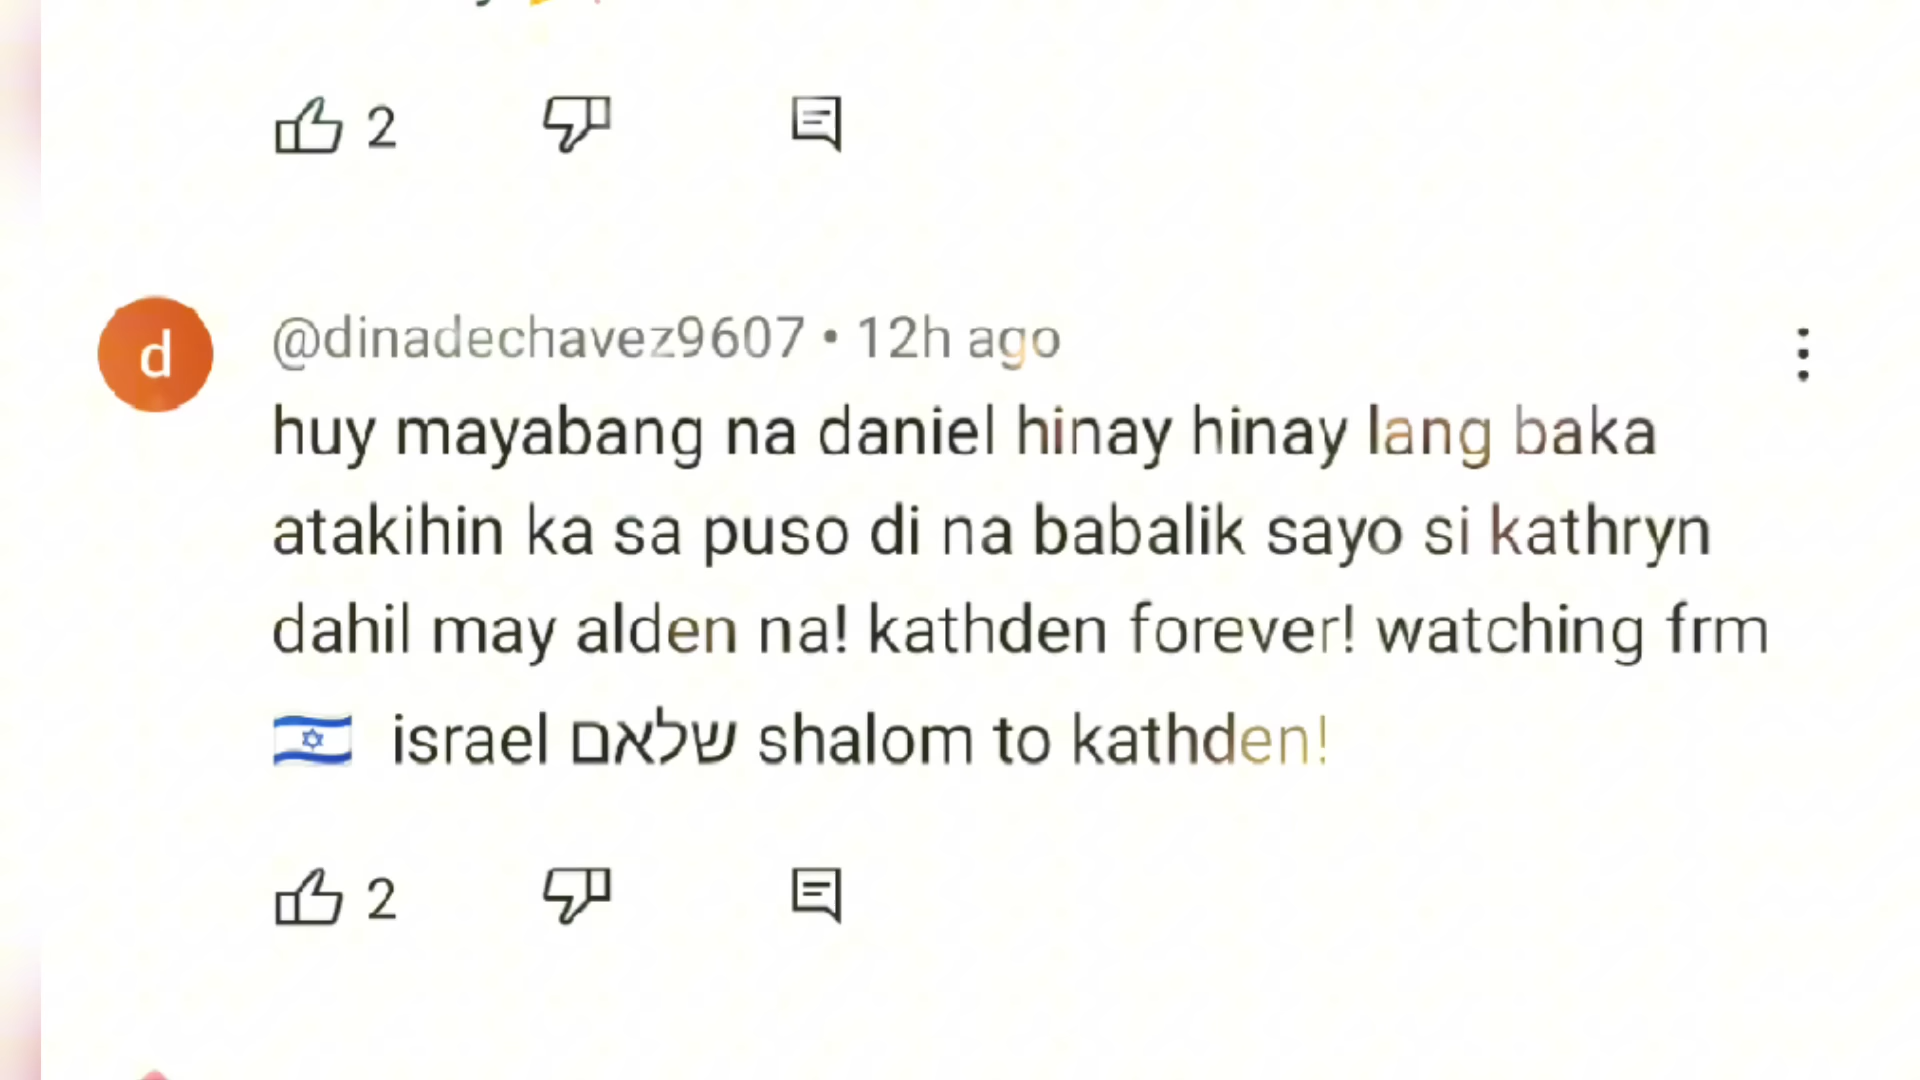 2
d
@dinadechavez9607 • 12h ago
huy mayabang na daniel hinay hinay lang baka
atakihin ka sa puso di na babalik sayo si kathryn
dahil may alden na! kathden forever! watching frm
🇮🇱 israel שלאם shalom to kathden!
2